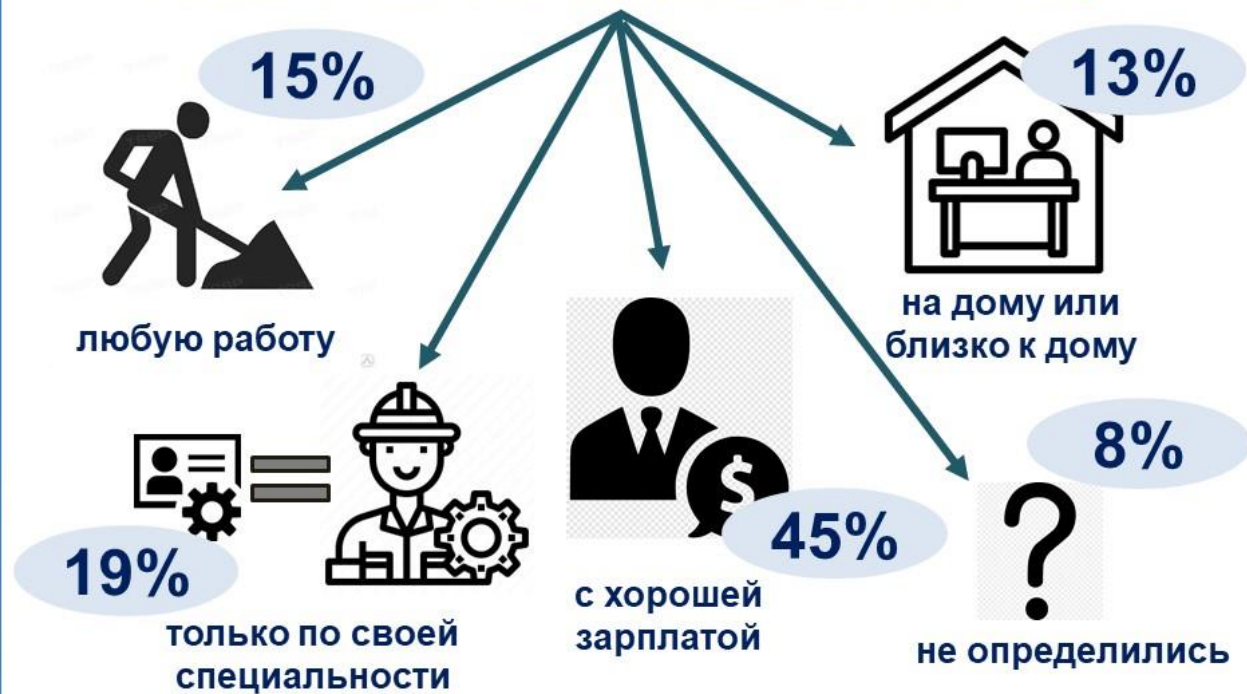 15%
13%
любую работу
на дому или
близко к дому
19%
только по своей
специальности
$
45%
с хорошей
зарплатой
8%
?
не определились